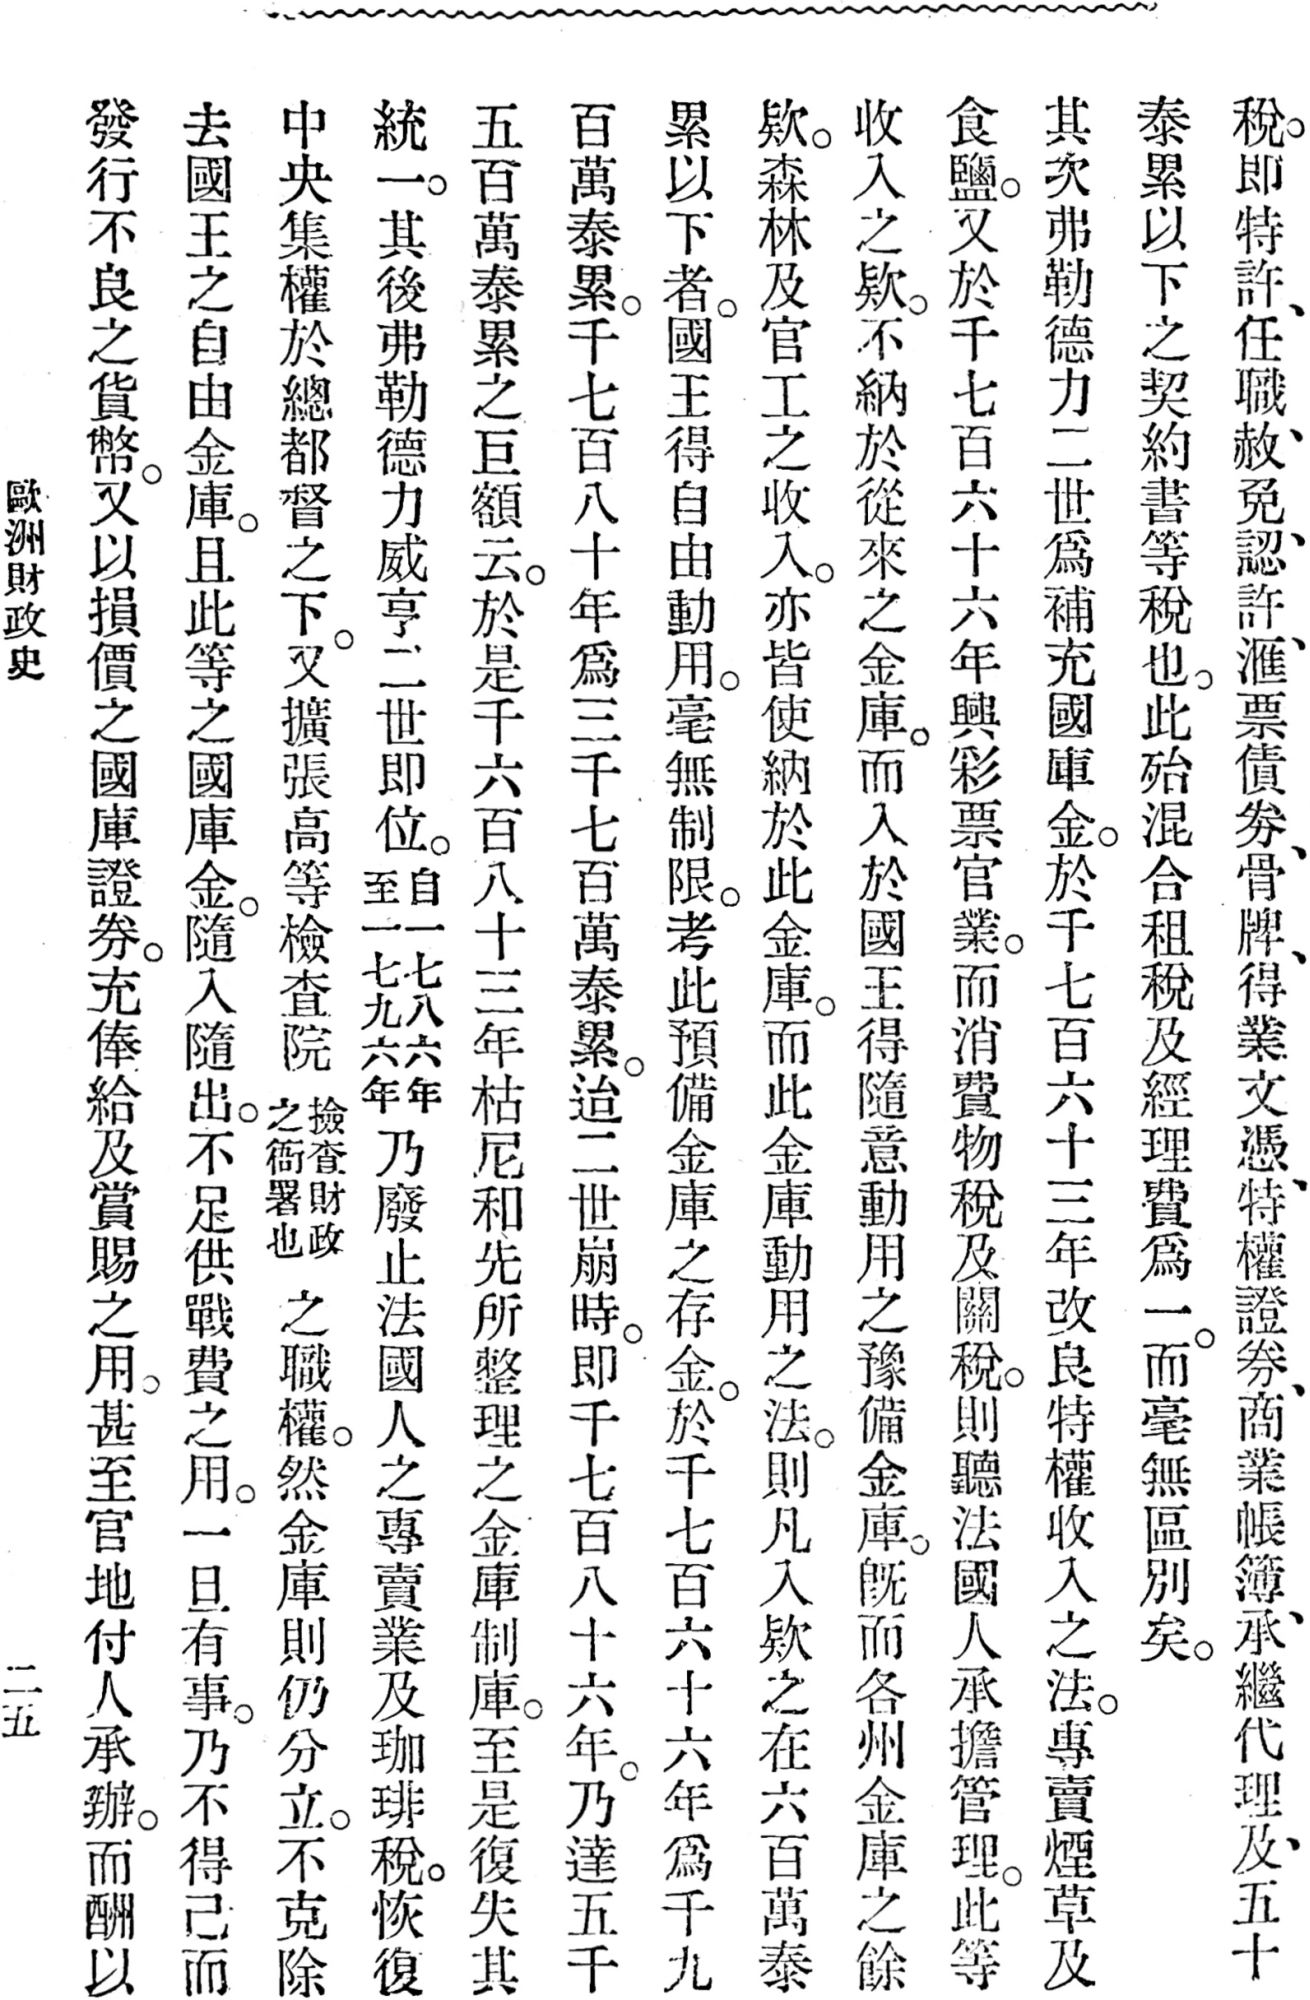 稅。即特許、任職、赦免、認許、滙票債劵、骨牌、得業文憑、特權證劵、商業帳簿、承繼代理、及五十
泰累以下之契約書等稅也。此殆混合租稅及經理費爲一。而毫無區別矣。
其次弗勒德力二世爲補充國庫金。於千七百六十三年改良特權收入之法。專賣煙草及
食鹽。又於千七百六十六年興彩票官業。而消費物稅及關稅。則聽法國人承擔管理。此等
收入之欵。不納於從來之金庫。而入於國王得隨意動用之豫備金庫。旣而各州金庫之餘
欵。森林及官工之收入。亦皆使納於此金庫。而此金庫動用之法。則凡入欵之在六百萬泰
累以下者。國王得自由動用。毫無制限。考此預備金庫之存金。於千七百六十六年爲千九
百萬泰累。千七百八十年爲三千七百萬泰累。迨二世崩時。即千七百八十六年。乃達五千
五百萬泰累之巨額云。於是千六百八十三年枯尼和先所整理之金庫制庫。至是復失其
統一。其後弗勒德力威亨二世即位。自一七八六年至一七九六年乃廢止法國人之專賣業及珈琲稅。恢復
中央集權於總都督之下。又擴張高等檢查院撿查財政之衙署也之職權。然金庫則仍分立。不克除
去國王之自由金庫。且此等之國庫金。隨入隨出。不足供戰費之用。一旦有事。乃不得己而
發行不良之貨幣。又以損價之國庫證劵。充俸給及賞賜之用。甚至官地付人承辦。而酬以
歐洲財政史
二五